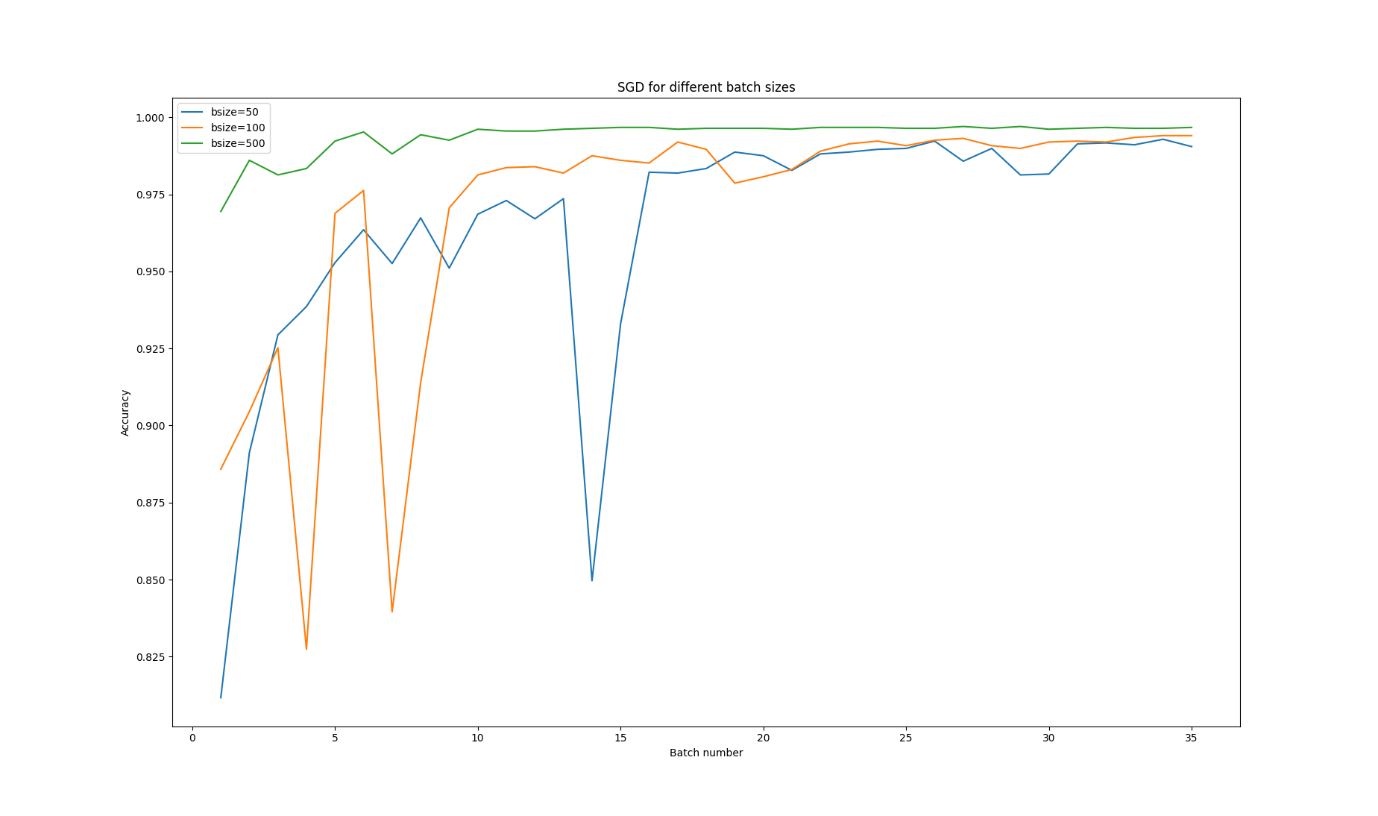 SGD for different batch sizes
bsize=50
bsize=100
bsize=500
1.000
0.975
0.950
0.925
0.900
0.875
0.850
0.825
Accuracy
0 5 10 15 20 25 30 35
Batch number